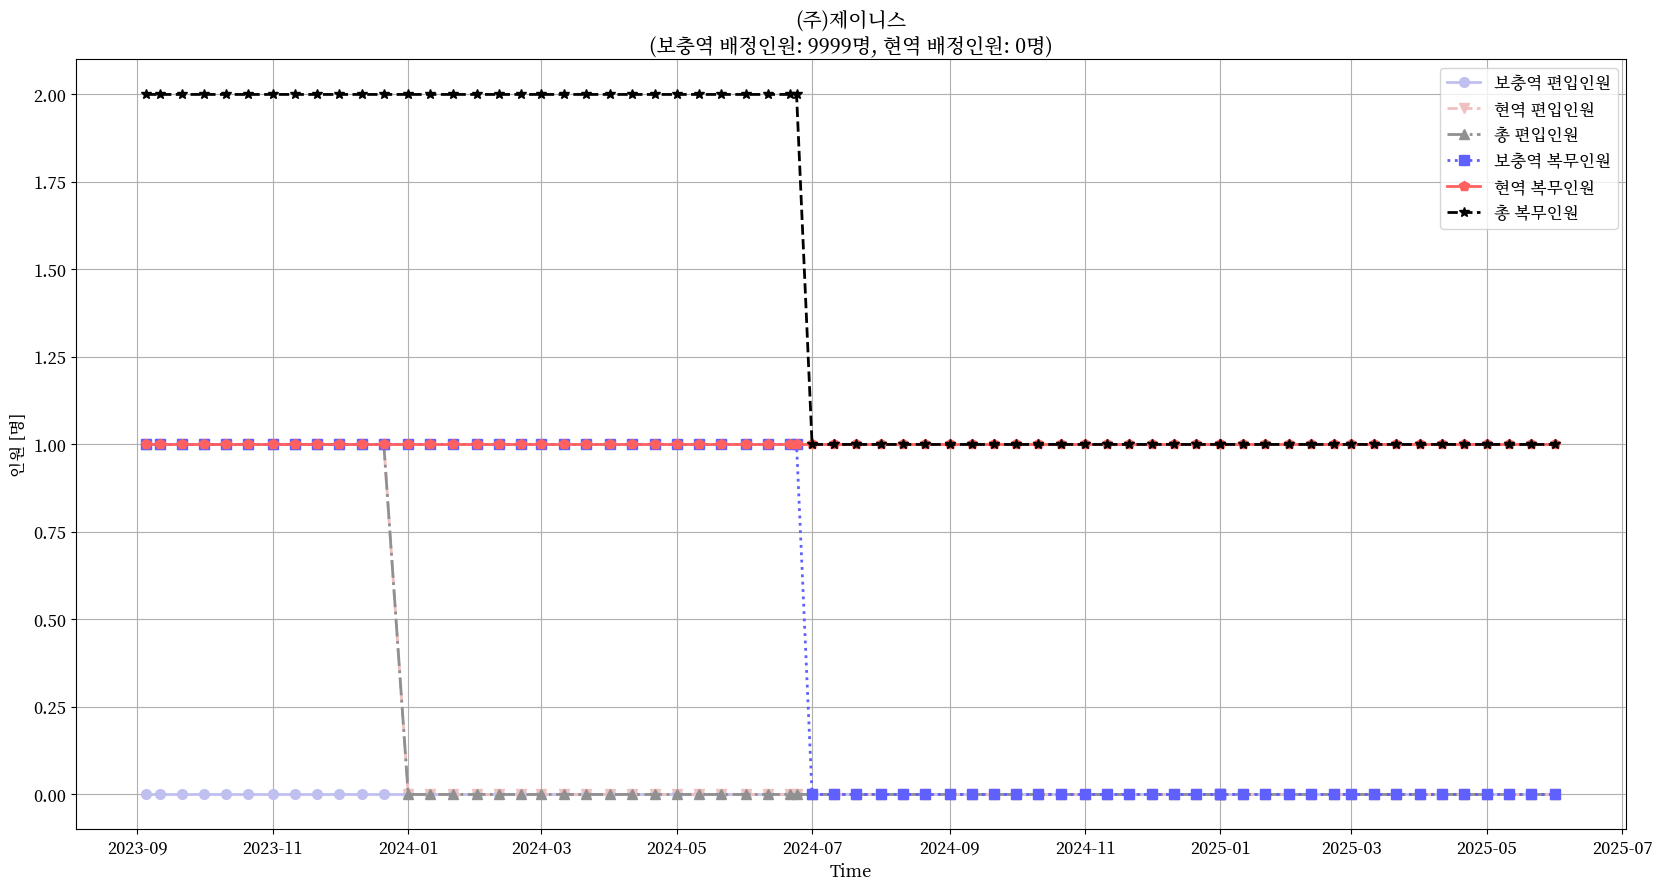 (주)제이니스
(보충역 배정인원: 9999명, 현역 배정인원: 0명)
보충역 편입인원
현역 편입인원
총 편입인원
보충역 복무인원
현역 복무인원
총 복무인원
인원 [명]
2.00
1.75
1.50
1.25
1.00
0.75
0.50
0.25
0.00
2023-09 2023-11 2024-01 2024-03 2024-05 2024-07 2024-09 2024-11 2025-01 2025-03 2025-05 2025-07
Time